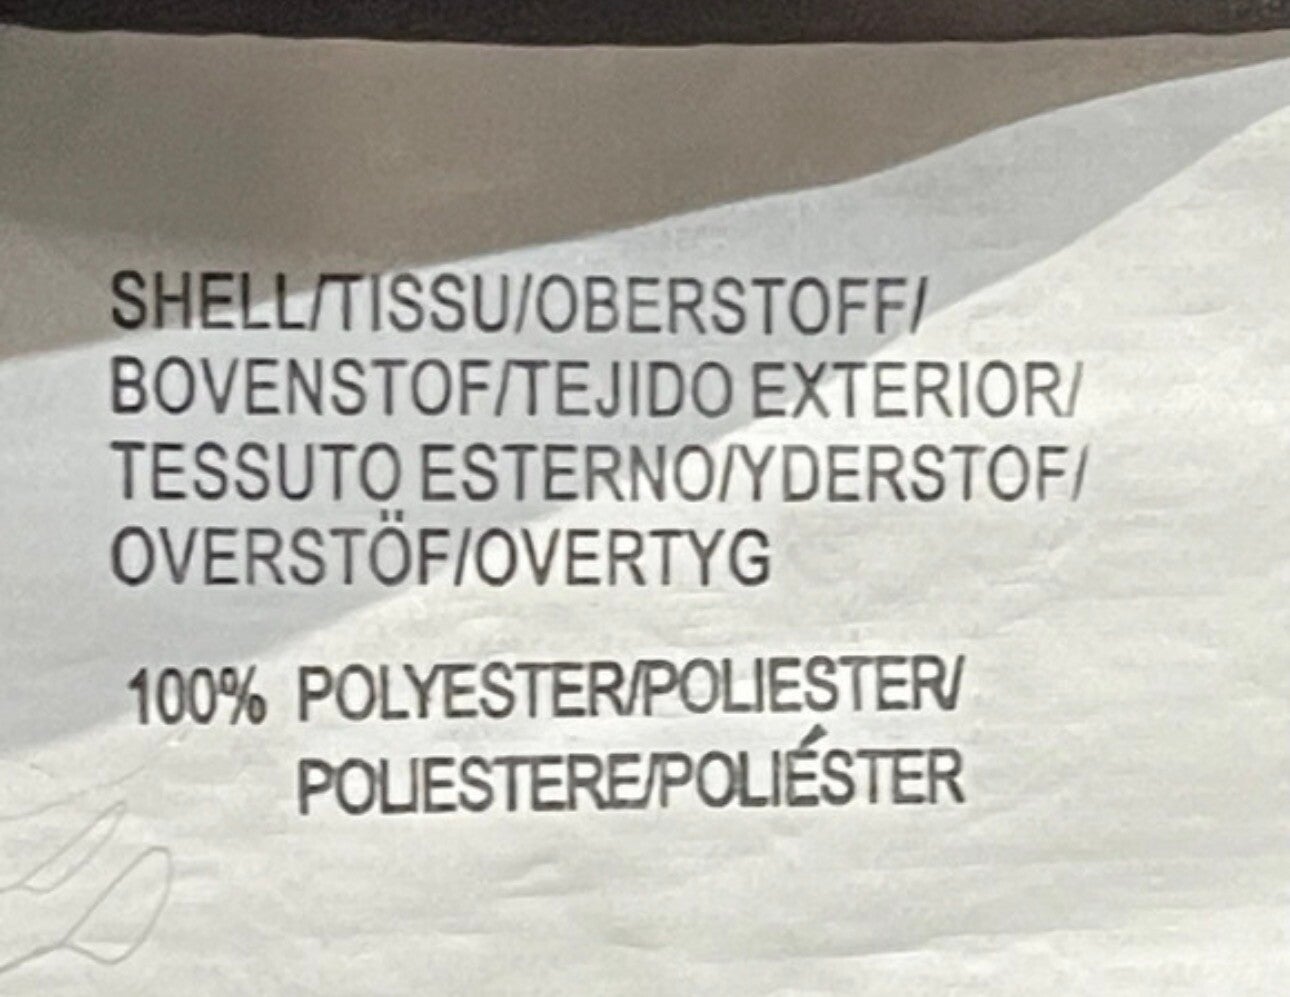 SHELL/TISSU/OBERSTOFF/
BOVENSTOF/TEJIDO EXTERIOR/
TESSUTO ESTERNO/YDERSTOF/
OVERSTÖF/OVERTYG
100% POLYESTER/POLIESTER/
POLIESTERE/POLIÉSTER